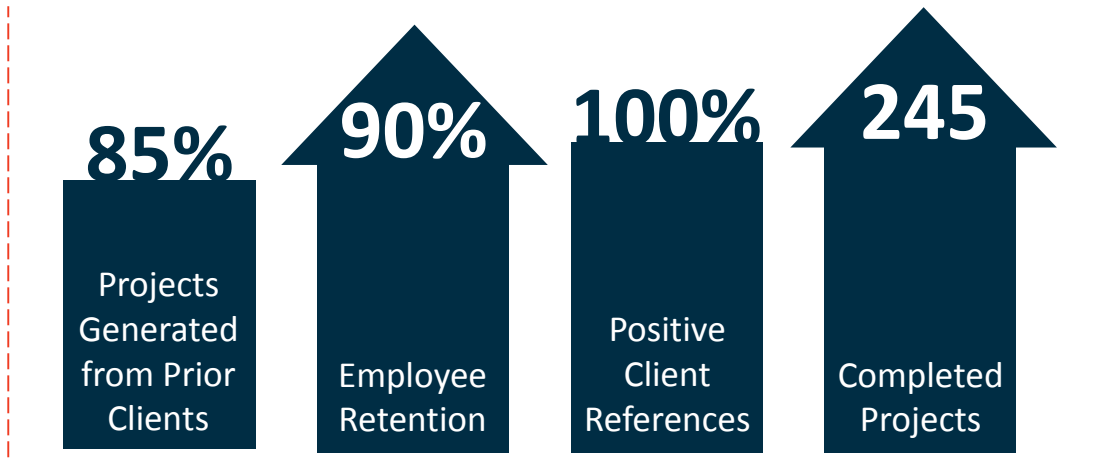 85%
Projects
Generated
from Prior
Clients
90%
Employee
Retention
100%
Positive
Client
References
245
Completed
Projects